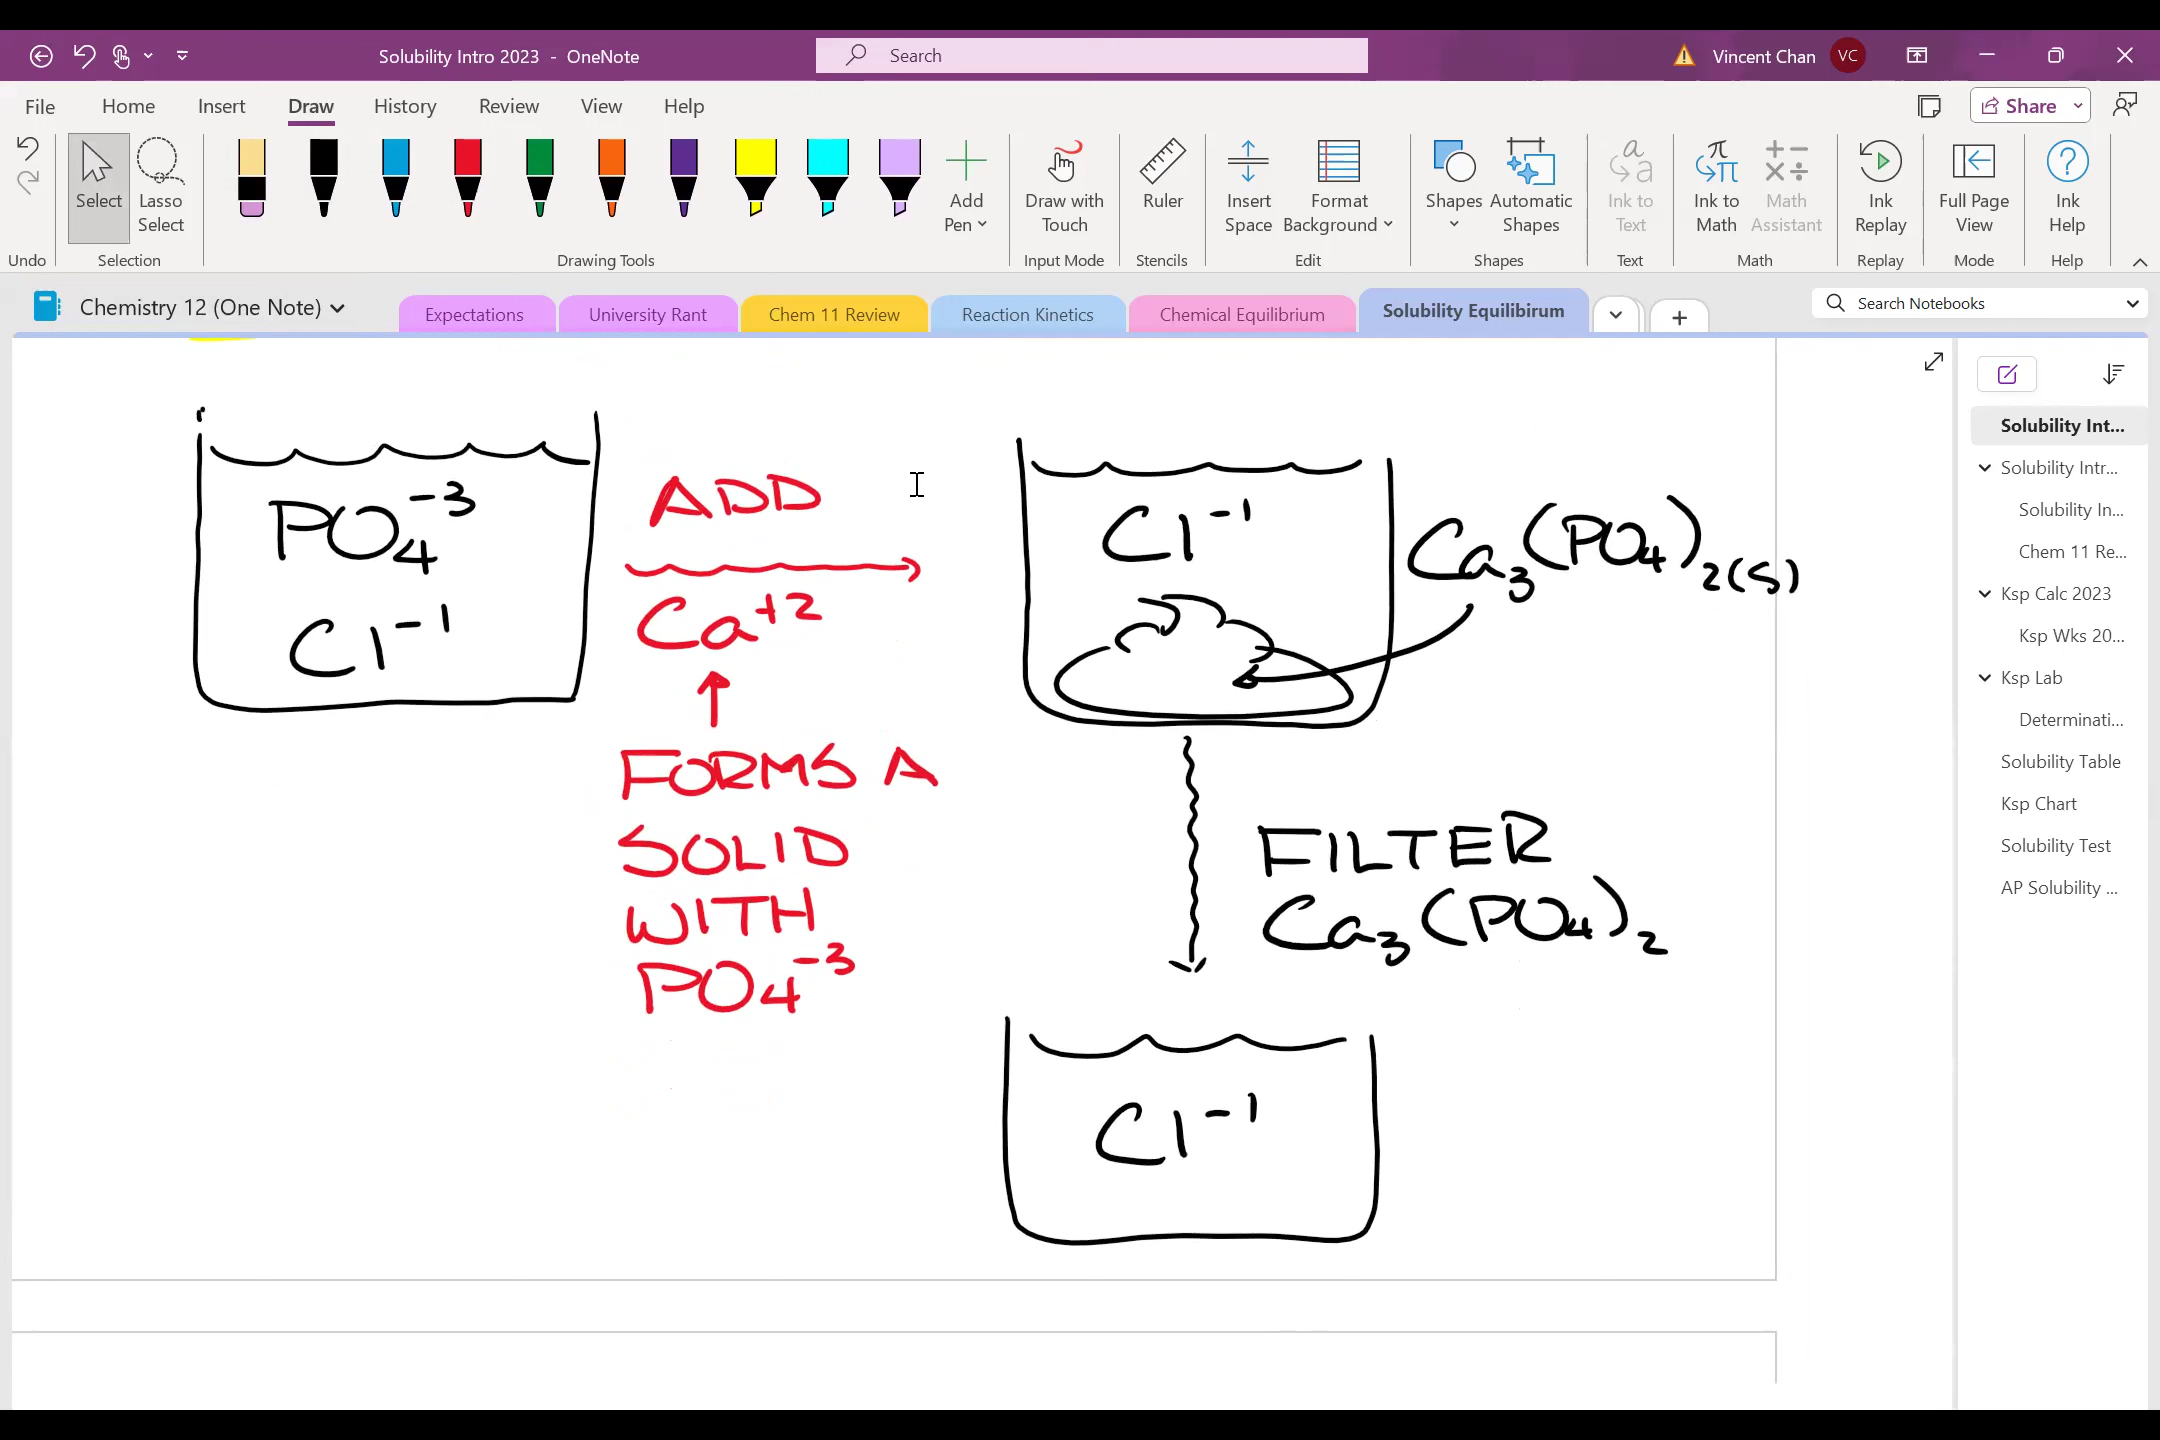 Solubility Intro 2023 - OneNote
Search
Vincent Chan
VC
File Home Insert Draw History Review View Help
Share
Select
Lasso Select
Add Pen
Draw with Touch
Ruler
Insert Space
Format Background
Shapes
Automatic Shapes
Ink to Text
Ink to Math
Math Assistant
Ink Replay
Full Page View
Ink Help
Undo Selection Drawing Tools Input Mode Stencils Edit Shapes Text Math Replay Mode Help
Chemistry 12 (One Note)
Expectations University Rant Chem 11 Review Reaction Kinetics Chemical Equilibrium Solubility Equilibirum
Search Notebooks
Solubility Int...
Solubility Intr...
Solubility In...
Chem 11 Re...
Ksp Calc 2023
Ksp Wks 20...
Ksp Lab
Determinati...
Solubility Table
Ksp Chart
Solubility Test
AP Solubility ...
PO₄⁻³
Cl⁻¹
ADD
Ca⁺²
FORMS A
SOLID
WITH
PO₄⁻³
Cl⁻¹
Ca₃(PO₄)₂(s)
FILTER
Ca₃(PO₄)₂
Cl⁻¹